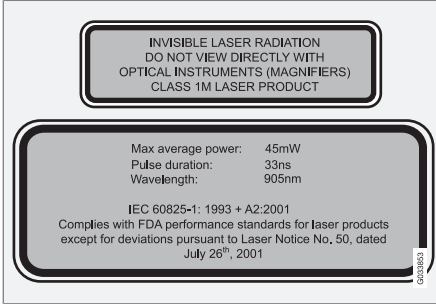 INVISIBLE LASER RADIATION
DO NOT VIEW DIRECTLY WITH
OPTICAL INSTRUMENTS (MAGNIFIERS)
CLASS 1M LASER PRODUCT
Max average power: 45mW
Pulse duration: 33ns
Wavelength: 905nm
IEC 60825-1: 1993 + A2:2001
Complies with FDA performance standards for laser products
except for deviations pursuant to Laser Notice No. 50, dated
July 26th, 2001
G033853